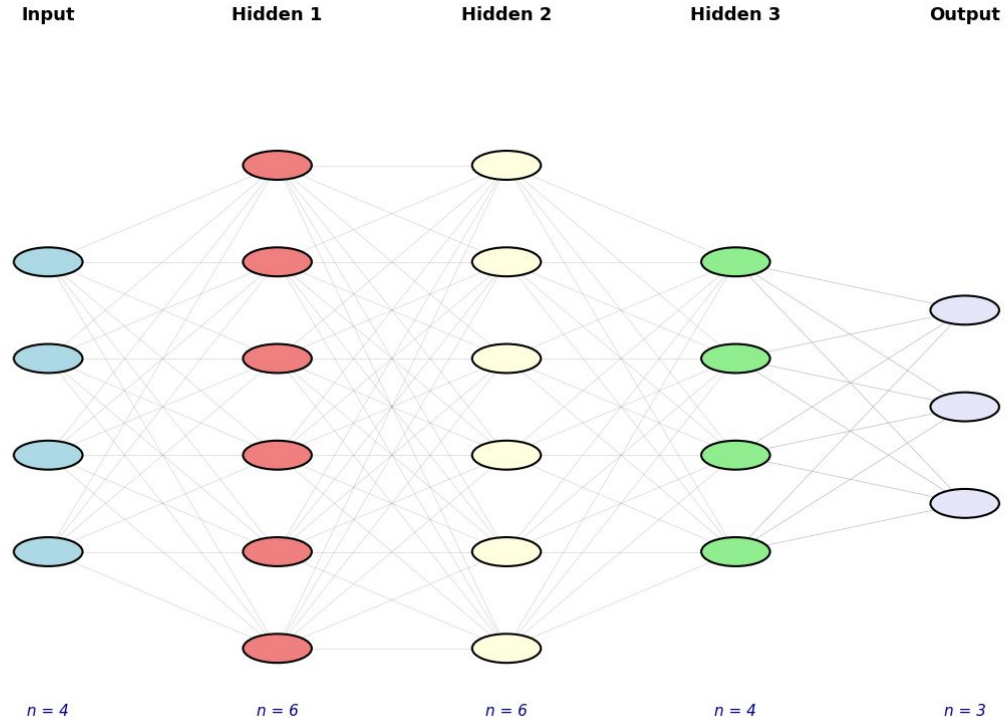 Input Hidden 1 Hidden 2 Hidden 3 Output
n = 4 n = 6 n = 6 n = 4 n = 3